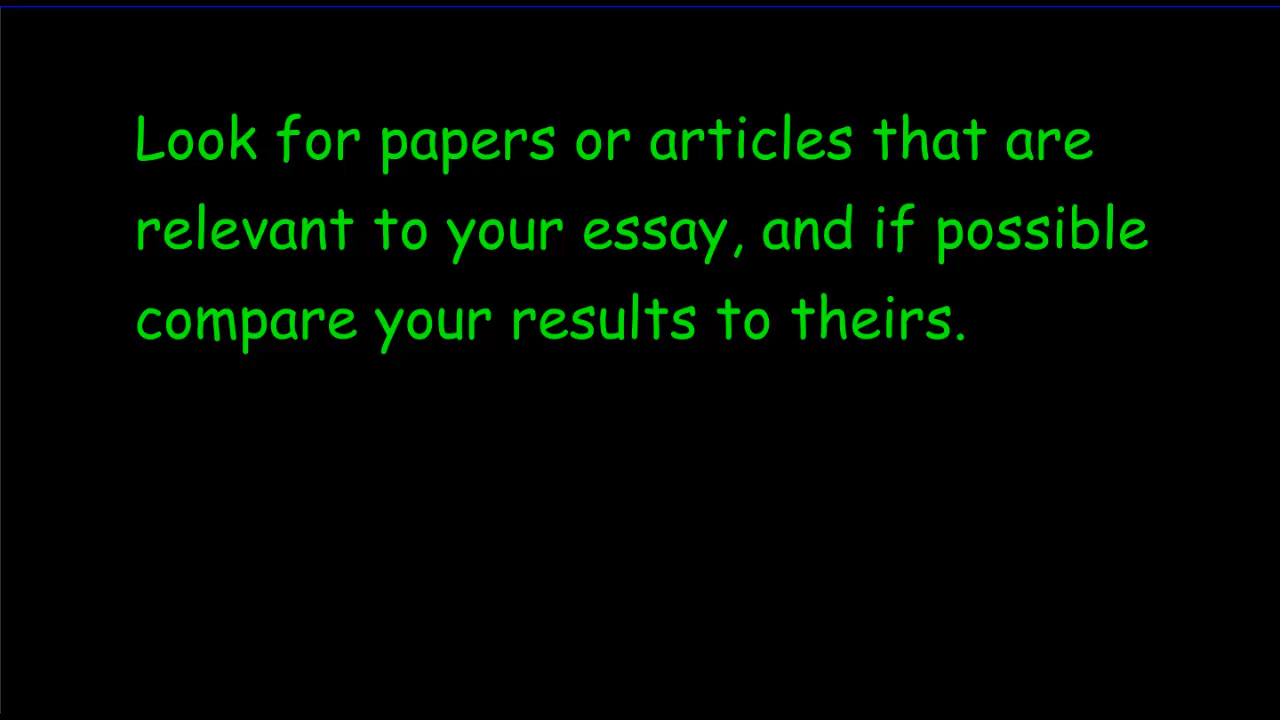 Look for papers or articles that are
relevant to your essay, and if possible
compare your results to theirs.